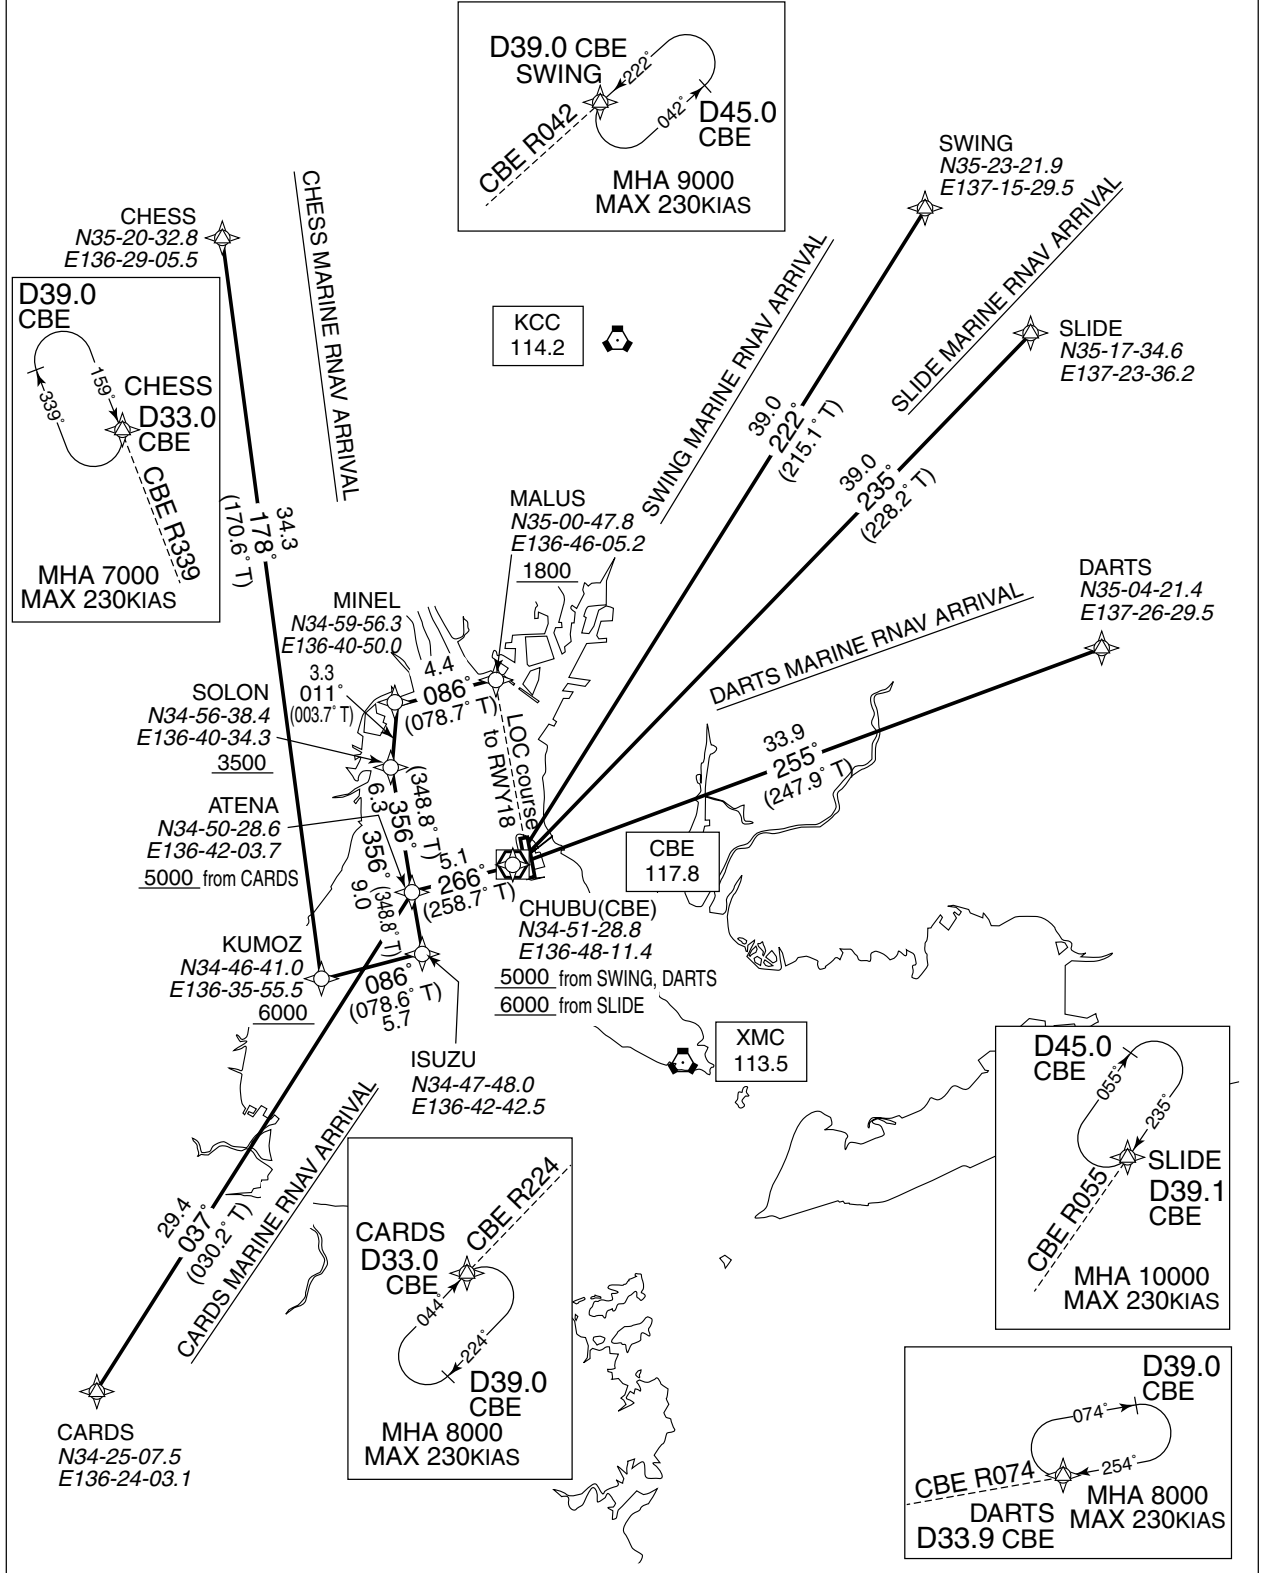 D39.0 CBE
SWING
222°
042°
D45.0
CBE
CBE R042
MHA 9000
MAX 230KIAS
SWING
N35-23-21.9
E137-15-29.5
CHESS
N35-20-32.8
E136-29-05.5
CHESS MARINE RNAV ARRIVAL
D39.0
CBE
159°
339°
CHESS
D33.0
CBE
CBE R339
MHA 7000
MAX 230KIAS
KCC
114.2
SWING MARINE RNAV ARRIVAL
SLIDE MARINE RNAV ARRIVAL
SLIDE
N35-17-34.6
E137-23-36.2
39.0
222°
(215.1° T)
39.0
235°
(228.2° T)
34.3
178°
(170.6° T)
MALUS
N35-00-47.8
E136-46-05.2
1800
DARTS
N35-04-21.4
E137-26-29.5
DARTS MARINE RNAV ARRIVAL
MINEL
N34-59-56.3
E136-40-50.0
3.3
011°
(003.7° T)
4.4
086°
(078.7° T)
SOLON
N34-56-38.4
E136-40-34.3
3500
LOC course
to RWY18
33.9
255°
(247.9° T)
6.3
356°
(348.8° T)
ATENA
N34-50-28.6
E136-42-03.7
5000 from CARDS
356°
9.0
(348.8° T)
5.1
266°
(258.7° T)
CBE
117.8
CHUBU(CBE)
N34-51-28.8
E136-48-11.4
5000 from SWING, DARTS
6000 from SLIDE
KUMOZ
N34-46-41.0
E136-35-55.5
6000
086°
(078.6° T)
5.7
ISUZU
N34-47-48.0
E136-42-42.5
XMC
113.5
D45.0
CBE
055°
235°
SLIDE
D39.1
CBE
CBE R055
MHA 10000
MAX 230KIAS
CARDS MARINE RNAV ARRIVAL
29.4
037°
(030.2° T)
CARDS
D33.0
CBE
CBE R224
044°
224°
D39.0
CBE
MHA 8000
MAX 230KIAS
CARDS
N34-25-07.5
E136-24-03.1
D39.0
CBE
074°
254°
CBE R074
DARTS
D33.9 CBE
MHA 8000
MAX 230KIAS